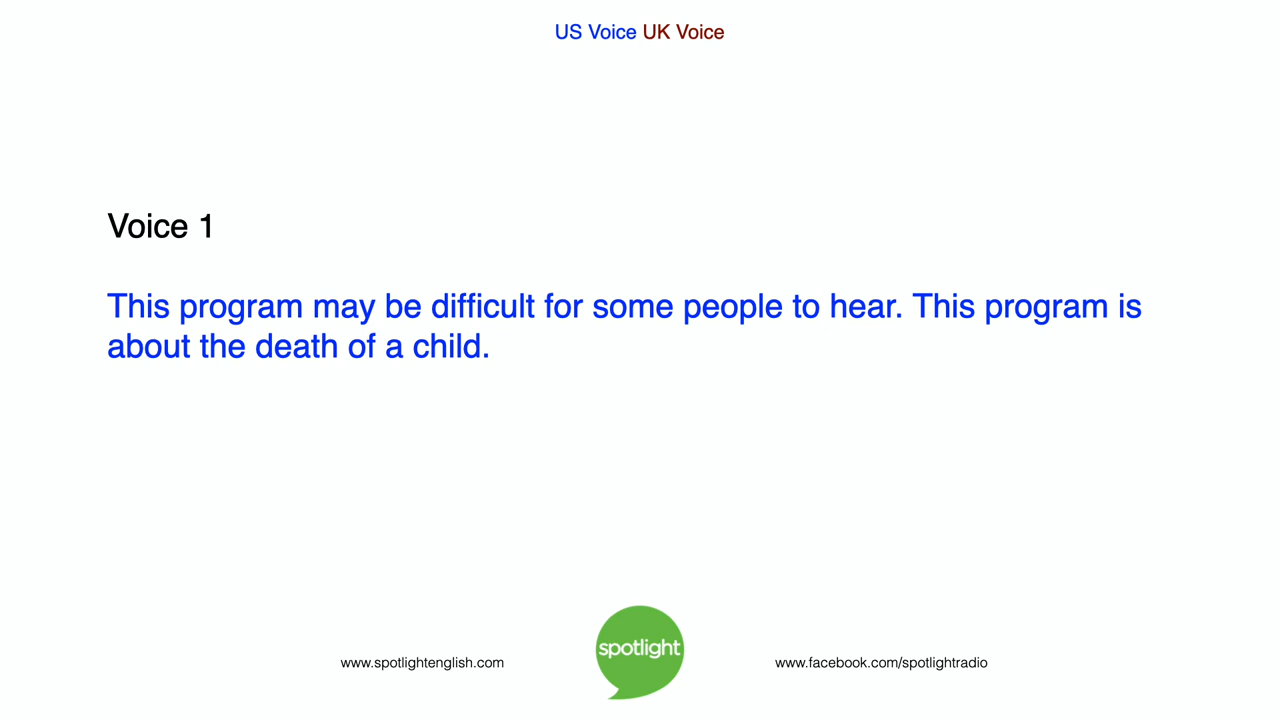 US Voice UK Voice
Voice 1
This program may be difficult for some people to hear. This program is
about the death of a child.
www.spotlightenglish.com
spotlight
www.facebook.com/spotlightradio